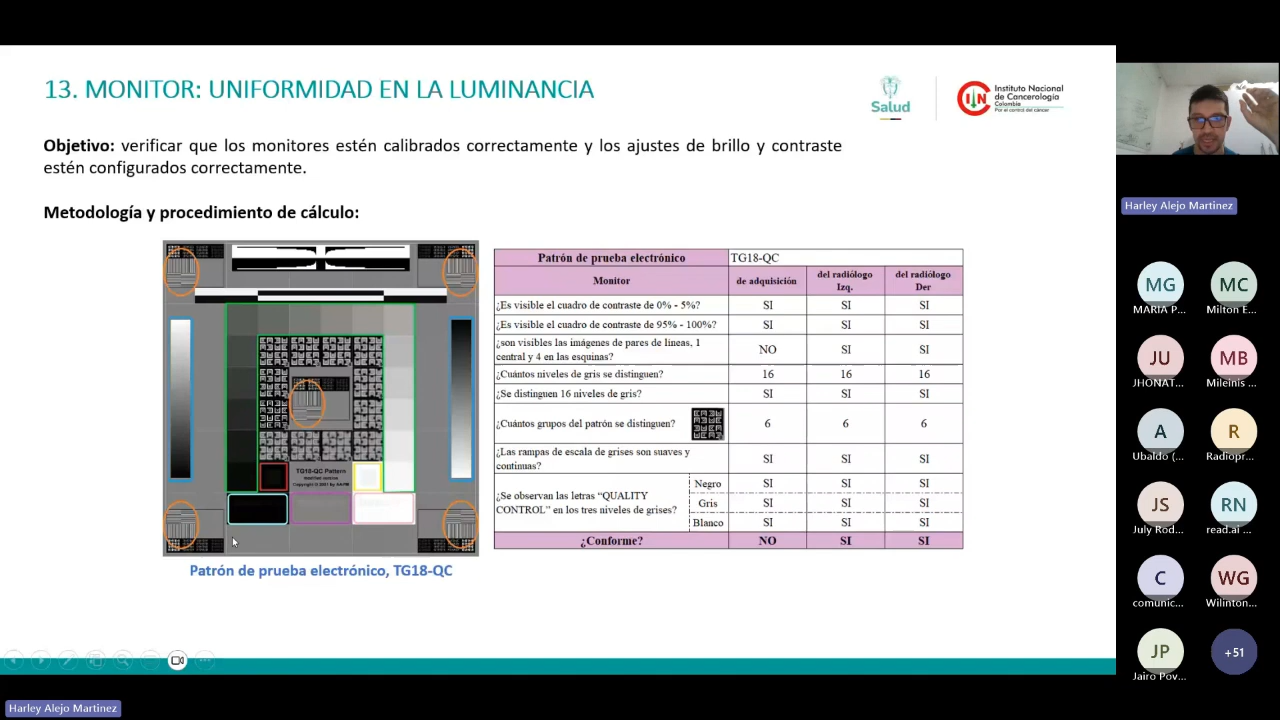 13. MONITOR: UNIFORMIDAD EN LA LUMINANCIA
Salud
Instituto Nacional
de Cancerología
Colombia
Por el control del cáncer
Objetivo: verificar que los monitores estén calibrados correctamente y los ajustes de brillo y contraste
estén configurados correctamente.
Metodología y procedimiento de cálculo:
TG18-QC Pattern
Patrón de prueba electrónico, TG18-QC
Patrón de prueba electrónico TG18-QC
Monitor de adquisición del radiólogo Izq. del radiólogo Der
¿Es visible el cuadro de contraste de 0% - 5%? SI SI SI
¿Es visible el cuadro de contraste de 95% - 100%? SI SI SI
¿son visibles las imágenes de pares de lineas, 1
central y 4 en las esquinas? NO SI SI
¿Cuántos niveles de gris se distinguen? 16 16 16
¿Se distinguen 16 niveles de gris? SI SI SI
¿Cuántos grupos del patrón se distinguen? 6 6 6
¿Las rampas de escala de grises son suaves y
continuas? SI SI SI
¿Se observan las letras "QUALITY
CONTROL" en los tres niveles de grises?
Negro SI SI SI
Gris SI SI SI
Blanco SI SI SI
¿Conforme? NO SI SI
Harley Alejo Martinez
MG
MARIA P...
MC
Milton E...
JU
JHONAT...
MB
Mileinis ...
A
Ubaldo (...
R
Radiopr...
JS
July Rod...
RN
read.ai ...
C
comunic...
WG
Wilinton...
JP
Jairo Pov...
+51
Harley Alejo Martinez